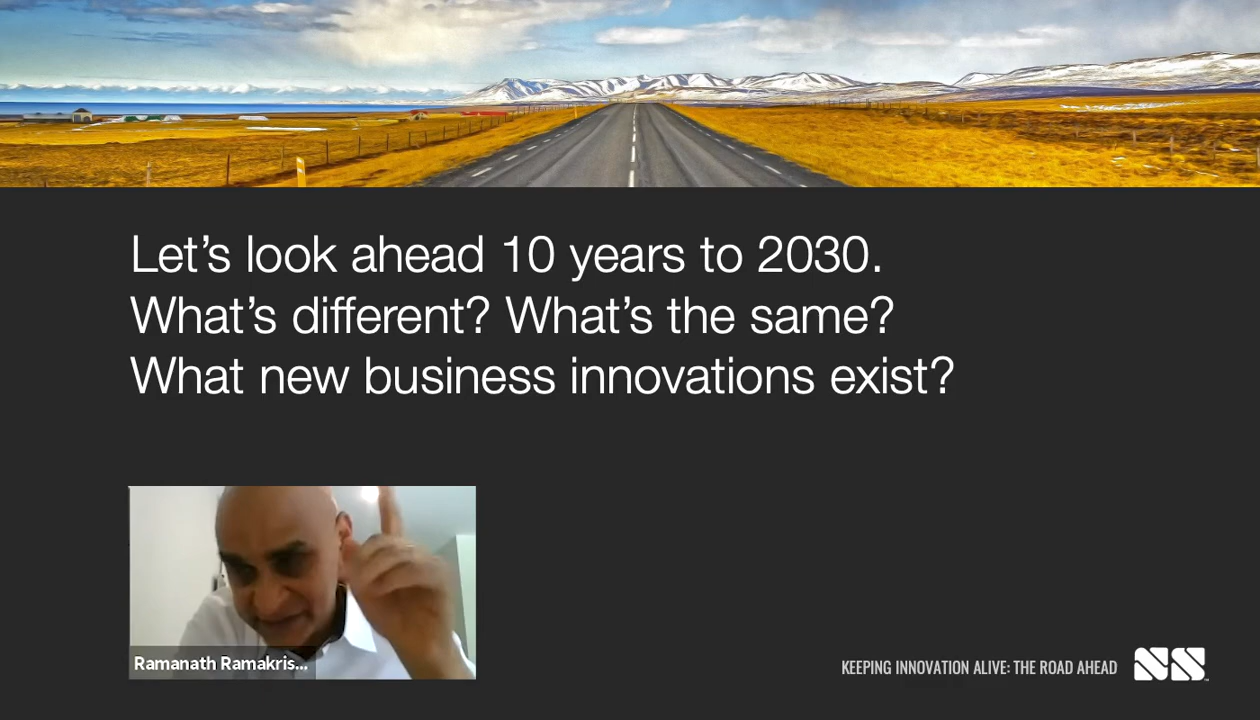 Let’s look ahead 10 years to 2030.
What’s different? What’s the same?
What new business innovations exist?
Ramanath Ramakris...
KEEPING INNOVATION ALIVE: THE ROAD AHEAD